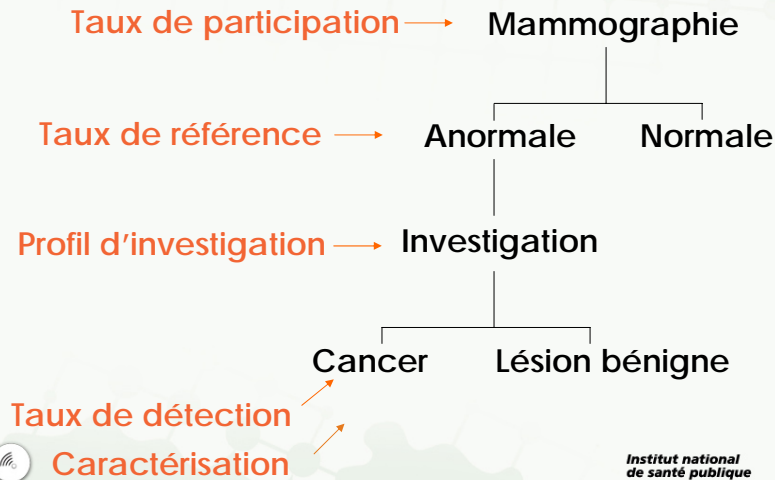 Taux de participation Mammographie
Taux de référence Anormale Normale
Profil d'investigation Investigation
Cancer Lésion bénigne
Taux de détection
Caractérisation
Institut national
de santé publique